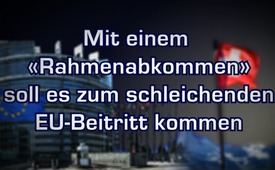 Mit einem
«Rahmenabkommen»
soll es zum schleichenden
EU-Beitritt kommen